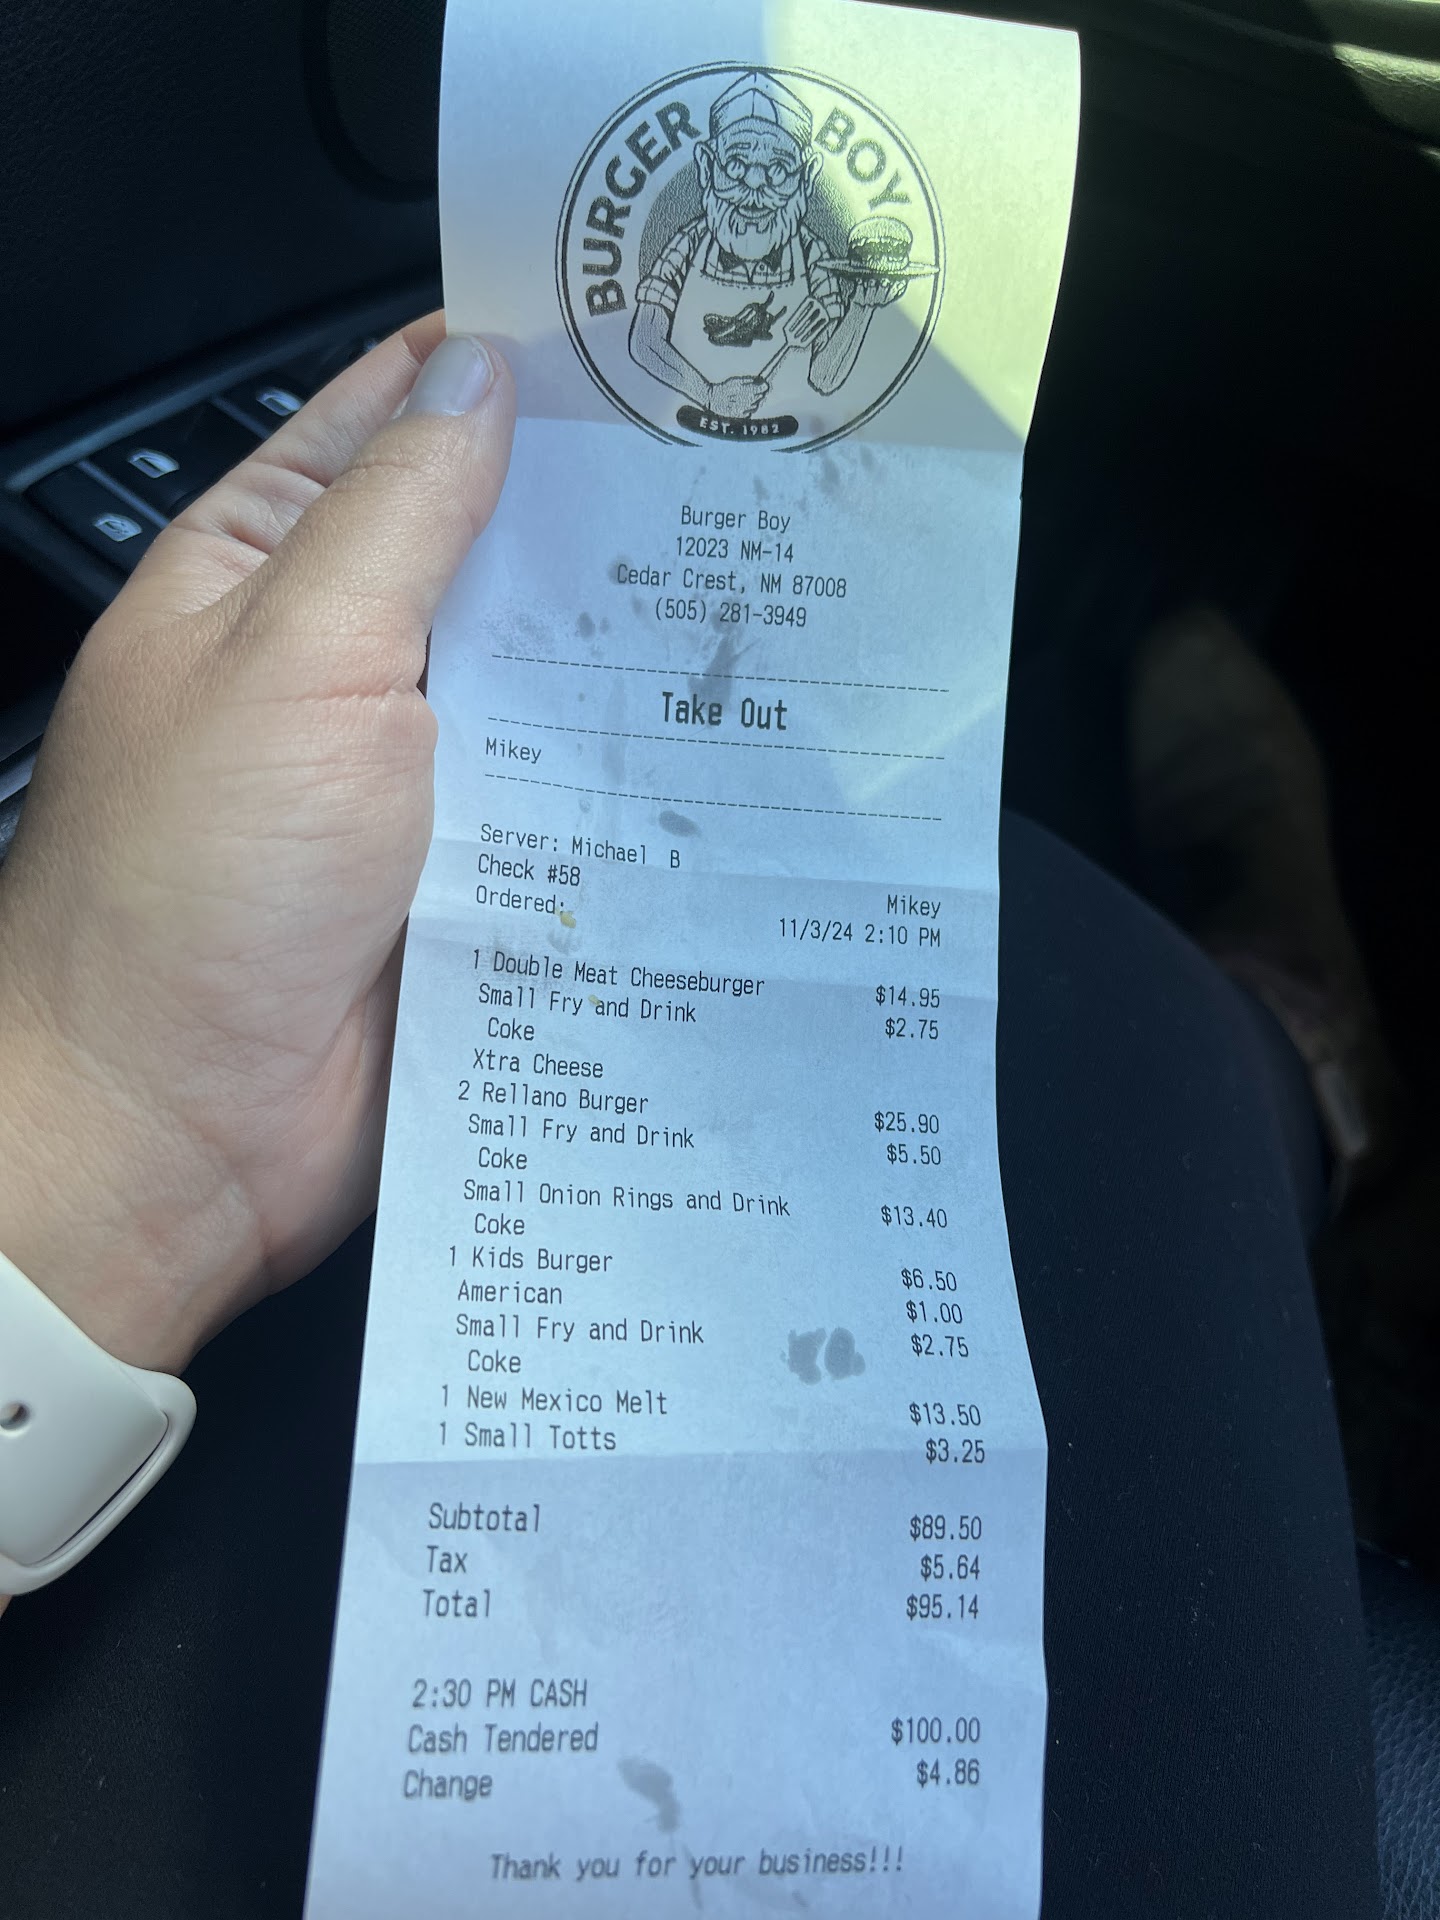 BURGER BOY
EST. 1982
Burger Boy
12023 NM-14
Cedar Crest, NM 87008
(505) 281-3949
Take Out
Mikey
Server: Michael B
Check #58 Mikey
Ordered: 11/3/24 2:10 PM
1 Double Meat Cheeseburger $14.95
Small Fry and Drink $2.75
Coke
Xtra Cheese
2 Rellano Burger $25.90
Small Fry and Drink $5.50
Coke
Small Onion Rings and Drink $13.40
Coke
1 Kids Burger $6.50
American $1.00
Small Fry and Drink $2.75
Coke
1 New Mexico Melt $13.50
1 Small Totts $3.25
Subtotal $89.50
Tax $5.64
Total $95.14
2:30 PM CASH
Cash Tendered $100.00
Change $4.86
Thank you for your business!!!